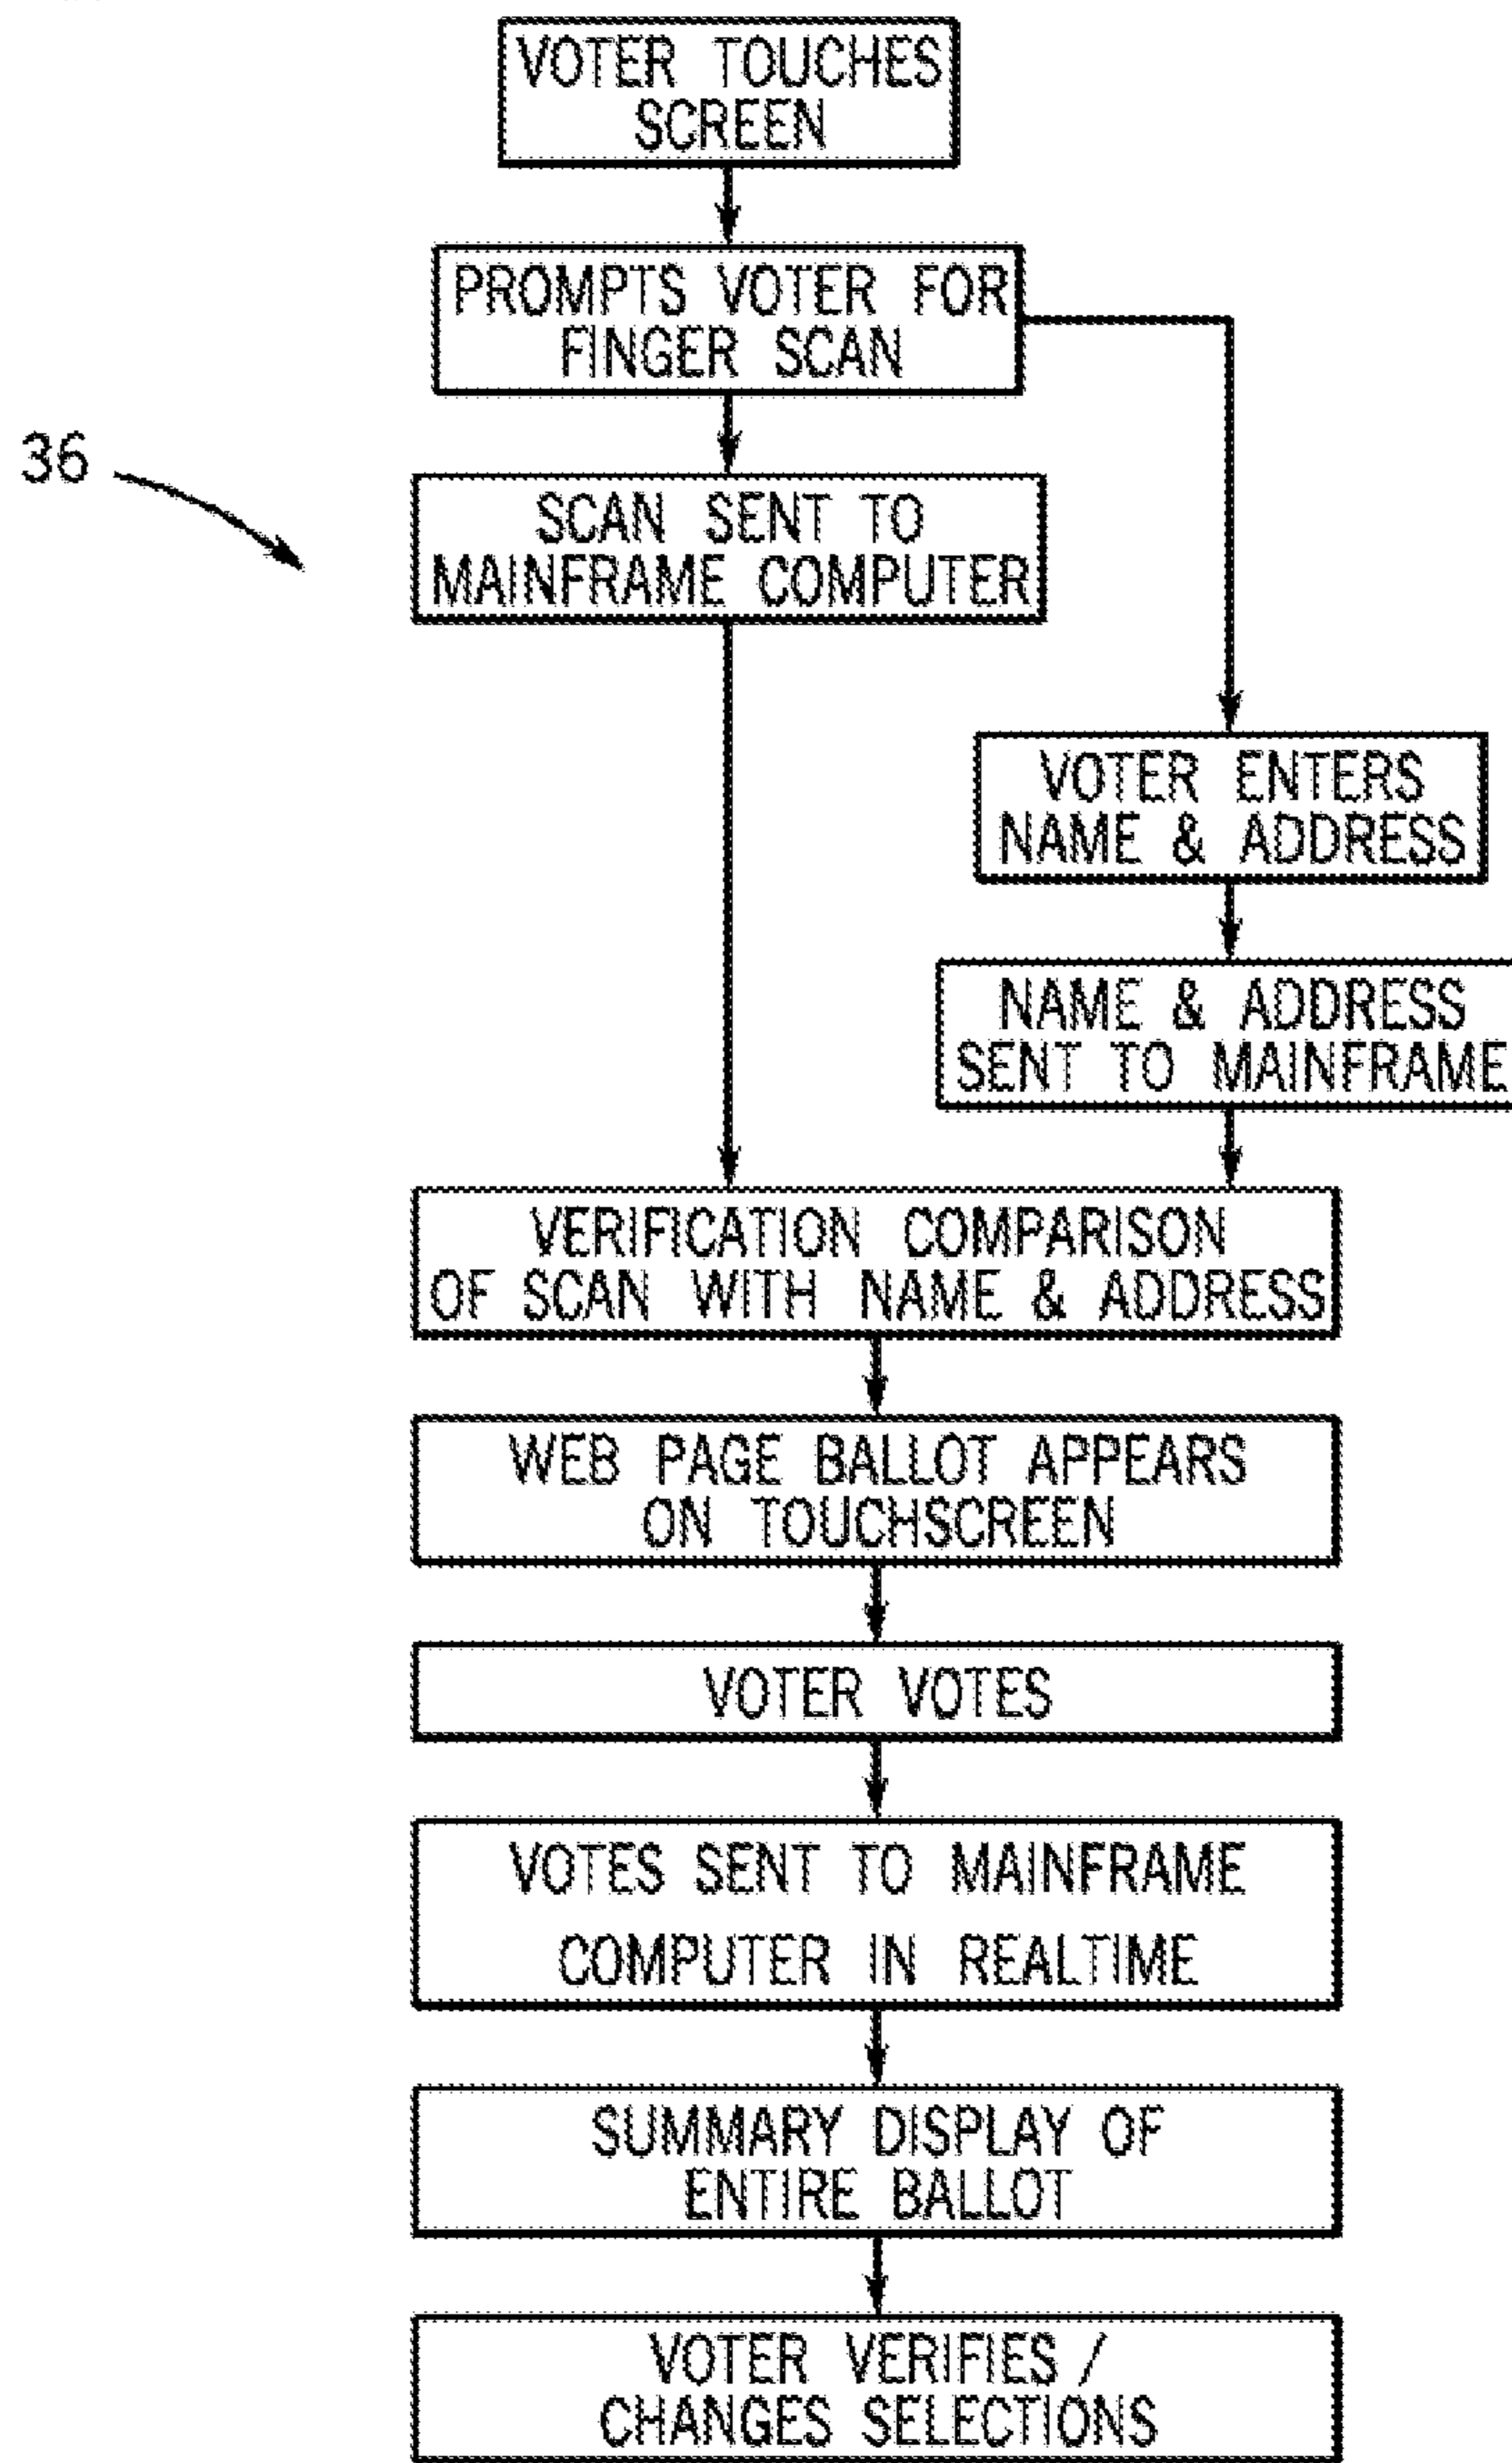 VOTER TOUCHES
SCREEN
PROMPTS VOTER FOR
FINGER SCAN
36
SCAN SENT TO
MAINFRAME COMPUTER
VOTER ENTERS
NAME & ADDRESS
NAME & ADDRESS
SENT TO MAINFRAME
VERIFICATION COMPARISON
OF SCAN WITH NAME & ADDRESS
WEB PAGE BALLOT APPEARS
ON TOUCHSCREEN
VOTER VOTES
VOTES SENT TO MAINFRAME
COMPUTER IN REALTIME
SUMMARY DISPLAY OF
ENTIRE BALLOT
VOTER VERIFIES /
CHANGES SELECTIONS